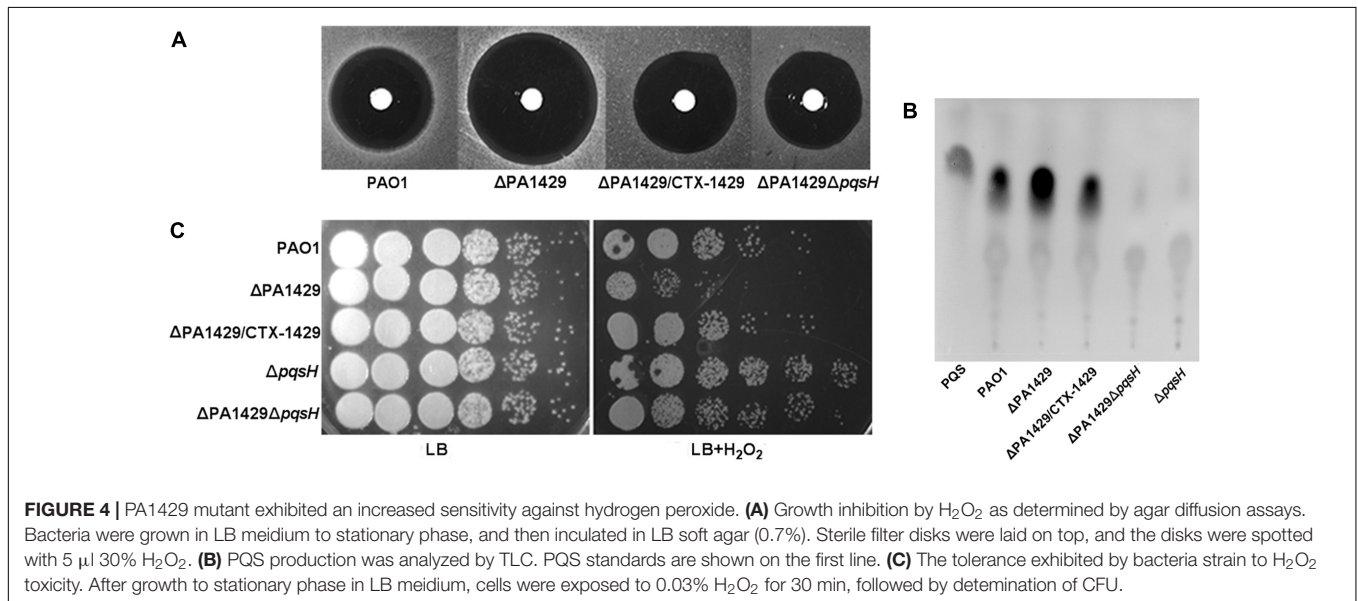 A
PAO1
ΔPA1429
ΔPA1429/CTX-1429
ΔPA1429ΔpqsH
B
PQS
PAO1
ΔPA1429
ΔPA1429/CTX-1429
ΔPA1429ΔpqsH
ΔpqsH
C
PAO1
ΔPA1429
ΔPA1429/CTX-1429
ΔpqsH
ΔPA1429ΔpqsH
LB
LB+H₂O₂
FIGURE 4 | PA1429 mutant exhibited an increased sensitivity against hydrogen peroxide. (A) Growth inhibition by H₂O₂ as determined by agar diffusion assays.
Bacteria were grown in LB meidium to stationary phase, and then inculated in LB soft agar (0.7%). Sterile filter disks were laid on top, and the disks were spotted
with 5 μl 30% H₂O₂. (B) PQS production was analyzed by TLC. PQS standards are shown on the first line. (C) The tolerance exhibited by bacteria strain to H₂O₂
toxicity. After growth to stationary phase in LB meidium, cells were exposed to 0.03% H₂O₂ for 30 min, followed by detemination of CFU.